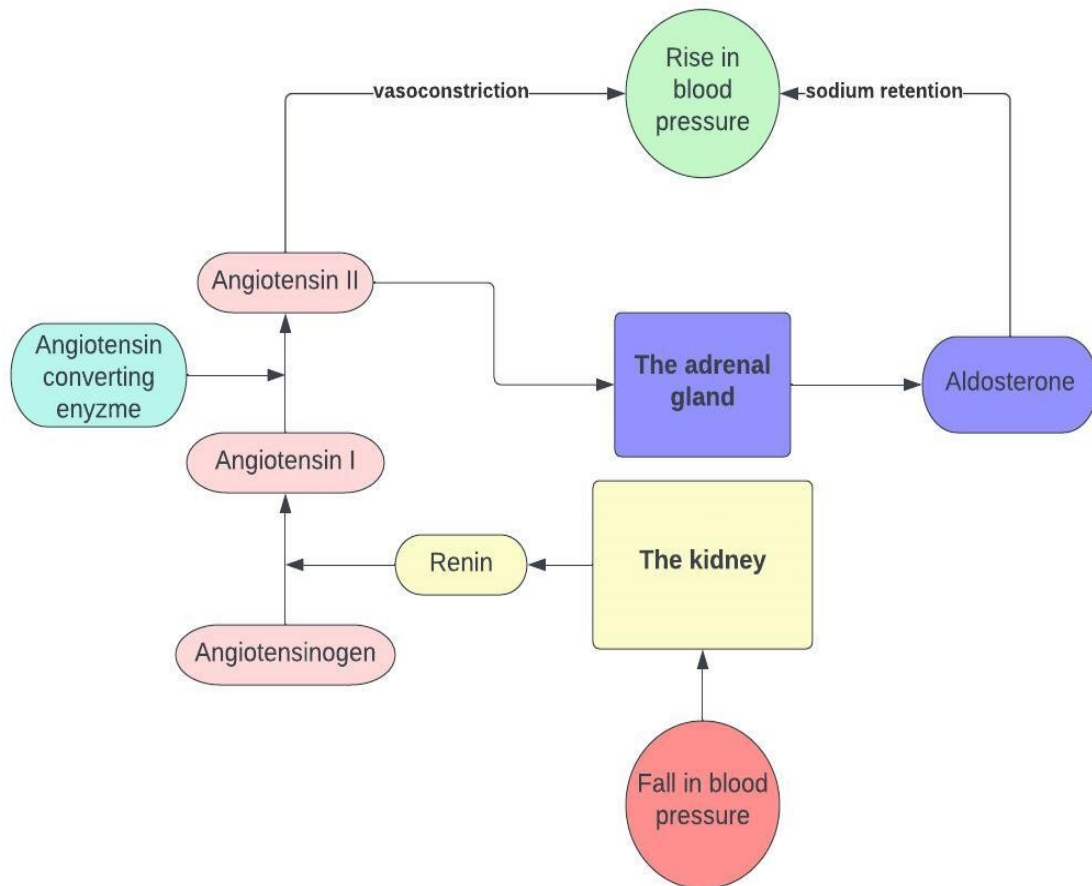 Rise in
blood
pressure
vasoconstriction
sodium retention
Angiotensin II
Angiotensin
converting
enyzme
The adrenal
gland
Aldosterone
Angiotensin I
The kidney
Renin
Angiotensinogen
Fall in blood
pressure